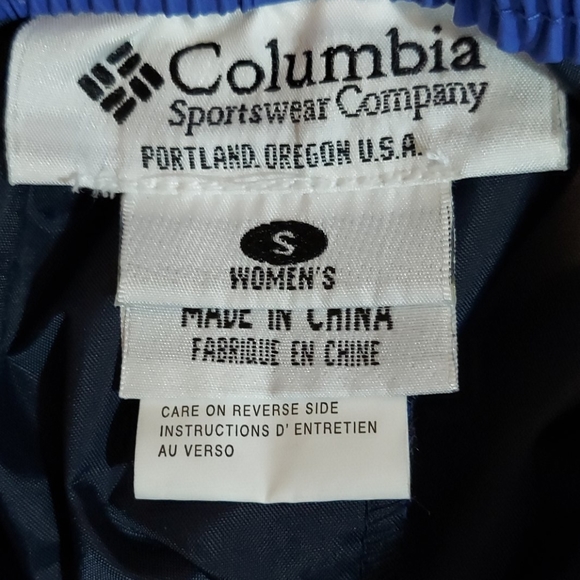 Columbia
Sportswear Company
PORTLAND, OREGON U.S.A.
S
WOMEN'S
MADE IN CHINA
FABRIQUE EN CHINE
CARE ON REVERSE SIDE
INSTRUCTIONS D' ENTRETIEN
AU VERSO